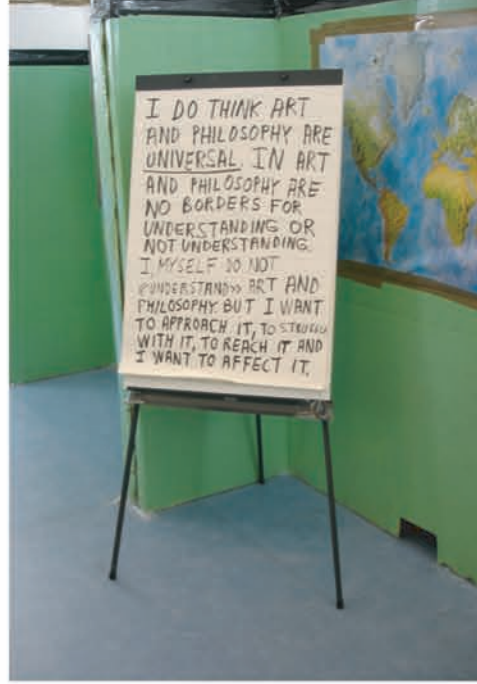 I DO THINK ART
AND PHILOSOPHY ARE
UNIVERSAL. IN ART
AND PHILOSOPHY ARE
NO BORDERS FOR
UNDERSTANDING OR
NOT UNDERSTANDING.
I, MYSELF DO NOT
«UNDERSTAND» ART AND
PHILOSOPHY. BUT I WANT
TO APPROACH IT, TO STRUGGLE
WITH IT, TO REACH IT AND
I WANT TO AFFECT IT.